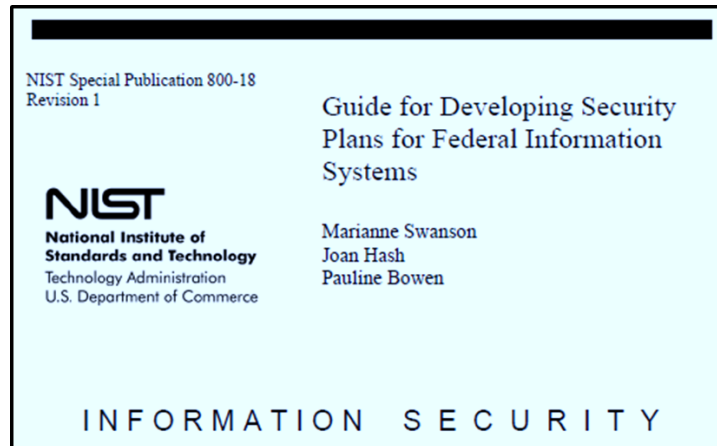 NIST Special Publication 800-18
Revision 1
Guide for Developing Security
Plans for Federal Information
Systems
NIST
National Institute of
Standards and Technology
Technology Administration
U.S. Department of Commerce
Marianne Swanson
Joan Hash
Pauline Bowen
INFORMATION SECURITY